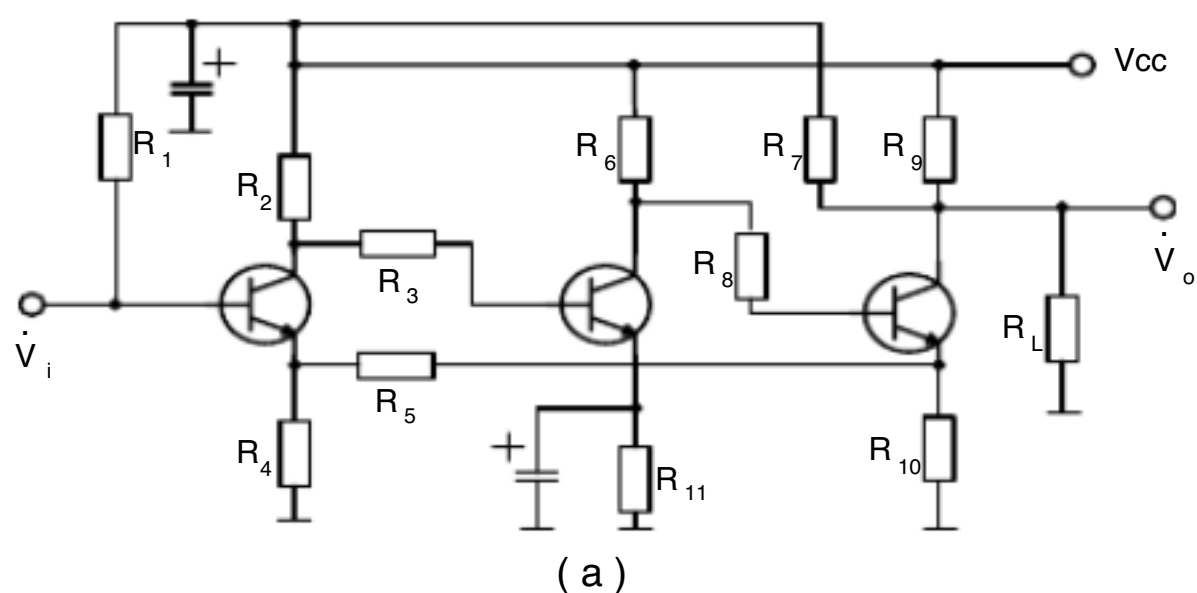 +
Vcc
R1
R6
R7
R9
R2
R3
R8
V̇o
V̇i
RL
R5
R4
+
R11
R10
( a )